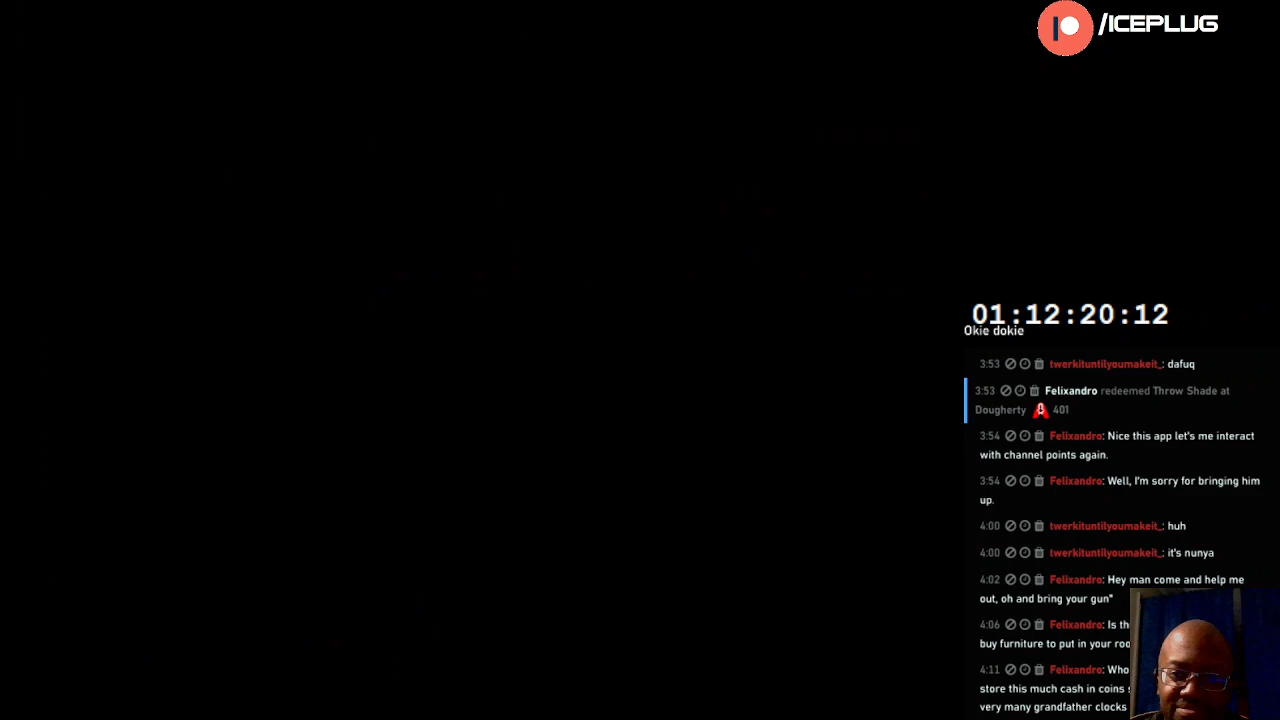 /ICEPLUG
01:12:20:12
Okie dokie
3:53 twerkituntilyoumakeit_: dafuq
3:53 Felixandro redeemed Throw Shade at
Dougherty 401
3:54 Felixandro: Nice this app let's me interact
with channel points again.
3:54 Felixandro: Well, I'm sorry for bringing him
up.
4:00 twerkituntilyoumakeit_: huh
4:00 twerkituntilyoumakeit_: it's nunya
4:02 Felixandro: Hey man come and help me
out, oh and bring your gun"
4:06 Felixandro: Is
buy furniture to put in your
4:11 Felixandro:
store this much cash in coins
very many grandfather clocks